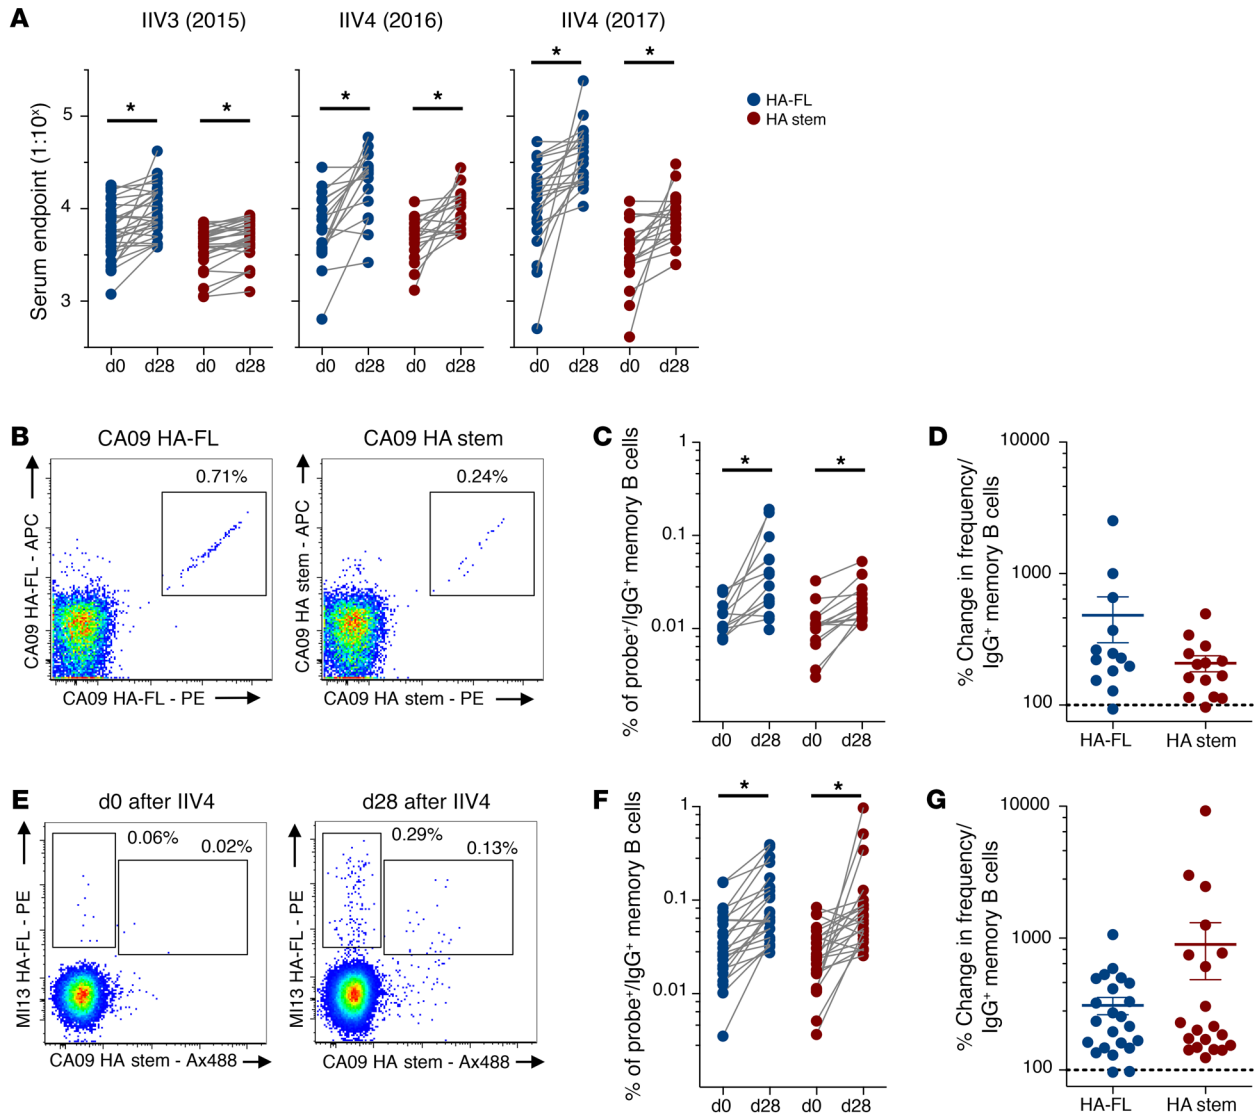 A
IIV3 (2015)
IIV4 (2016)
IIV4 (2017)
Serum endpoint (1:10ˣ)
5
4
3
* * * * * *
d0 d28 d0 d28
d0 d28 d0 d28
d0 d28 d0 d28
HA-FL
HA stem
B
CA09 HA-FL
CA09 HA-FL - APC
0.71%
CA09 HA-FL - PE
CA09 HA stem
CA09 HA stem - APC
0.24%
CA09 HA stem - PE
C
% of probe⁺/IgG⁺ memory B cells
1
0.1
0.01
* *
d0 d28 d0 d28
D
% Change in frequency/
IgG⁺ memory B cells
10000
1000
100
HA-FL HA stem
E
d0 after IIV4
MI13 HA-FL - PE
0.06%
0.02%
CA09 HA stem - Ax488
d28 after IIV4
MI13 HA-FL - PE
0.29%
0.13%
CA09 HA stem - Ax488
F
% of probe⁺/IgG⁺ memory B cells
1
0.1
0.01
* *
d0 d28 d0 d28
G
% Change in frequency/
IgG⁺ memory B cells
10000
1000
100
HA-FL HA stem